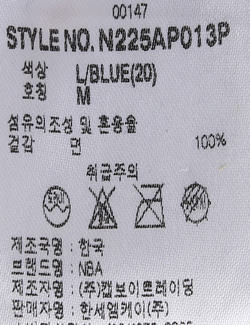 00147
STYLE NO. N225AP013P
색상 L/BLUE(20)
호칭 M
섬유의조성 및 혼용율
겉감 면 100%
취급주의
제조국명 : 한국
브랜드명 : NBA
제조자명 : (주)캠보이트레이딩
판매자명 : 한세엠케이(주)